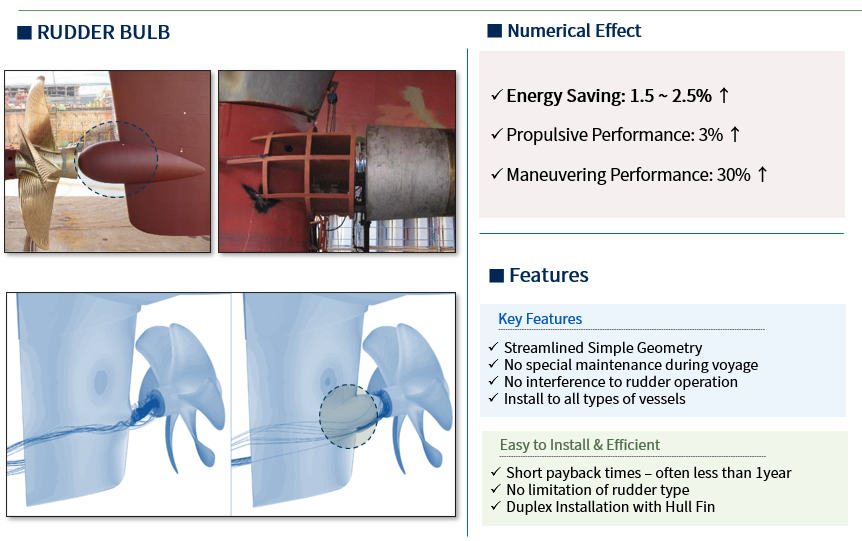 ■ RUDDER BULB
■ Numerical Effect
✓ Energy Saving: 1.5 ~ 2.5% ↑
✓ Propulsive Performance: 3% ↑
✓ Maneuvering Performance: 30% ↑
■ Features
Key Features
✓ Streamlined Simple Geometry
✓ No special maintenance during voyage
✓ No interference to rudder operation
✓ Install to all types of vessels
Easy to Install & Efficient
✓ Short payback times – often less than 1year
✓ No limitation of rudder type
✓ Duplex Installation with Hull Fin